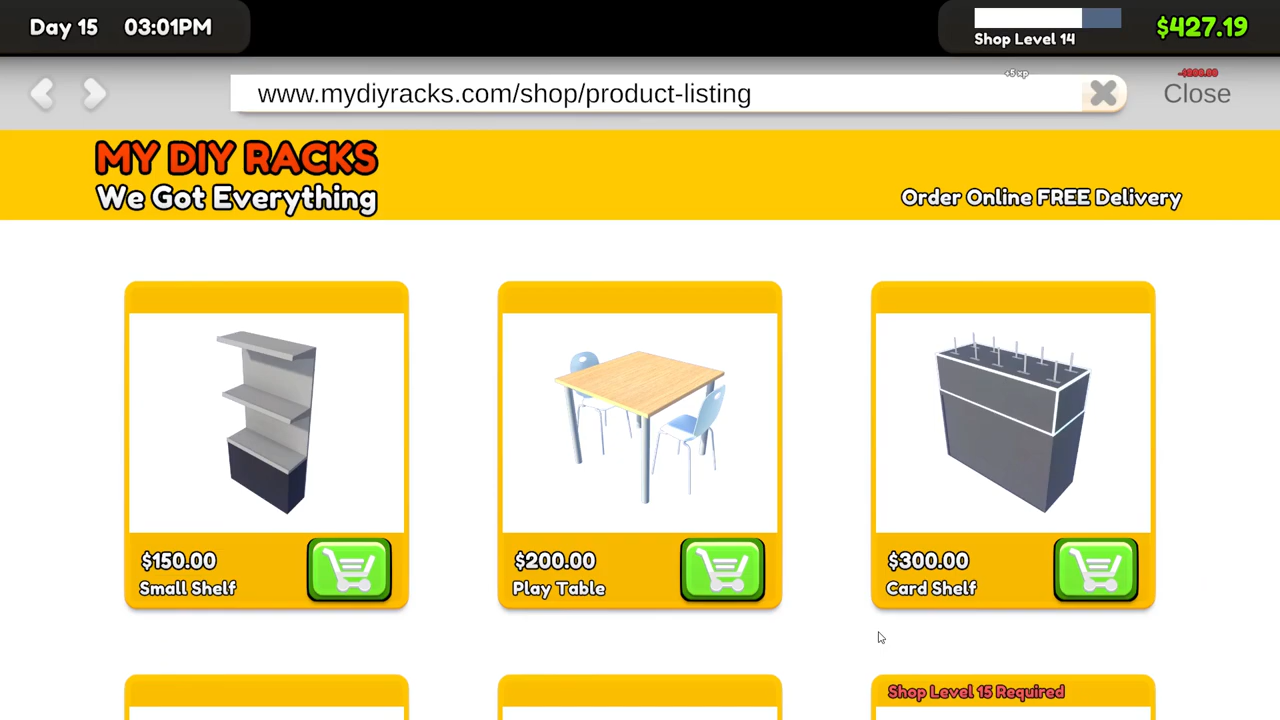 Day 15 03:01PM
Shop Level 14
$427.19
+5 xp
www.mydiyracks.com/shop/product-listing
Close
MY DIY RACKS
We Got Everything
Order Online FREE Delivery
$150.00
Small Shelf
$200.00
Play Table
$300.00
Card Shelf
Shop Level 15 Required